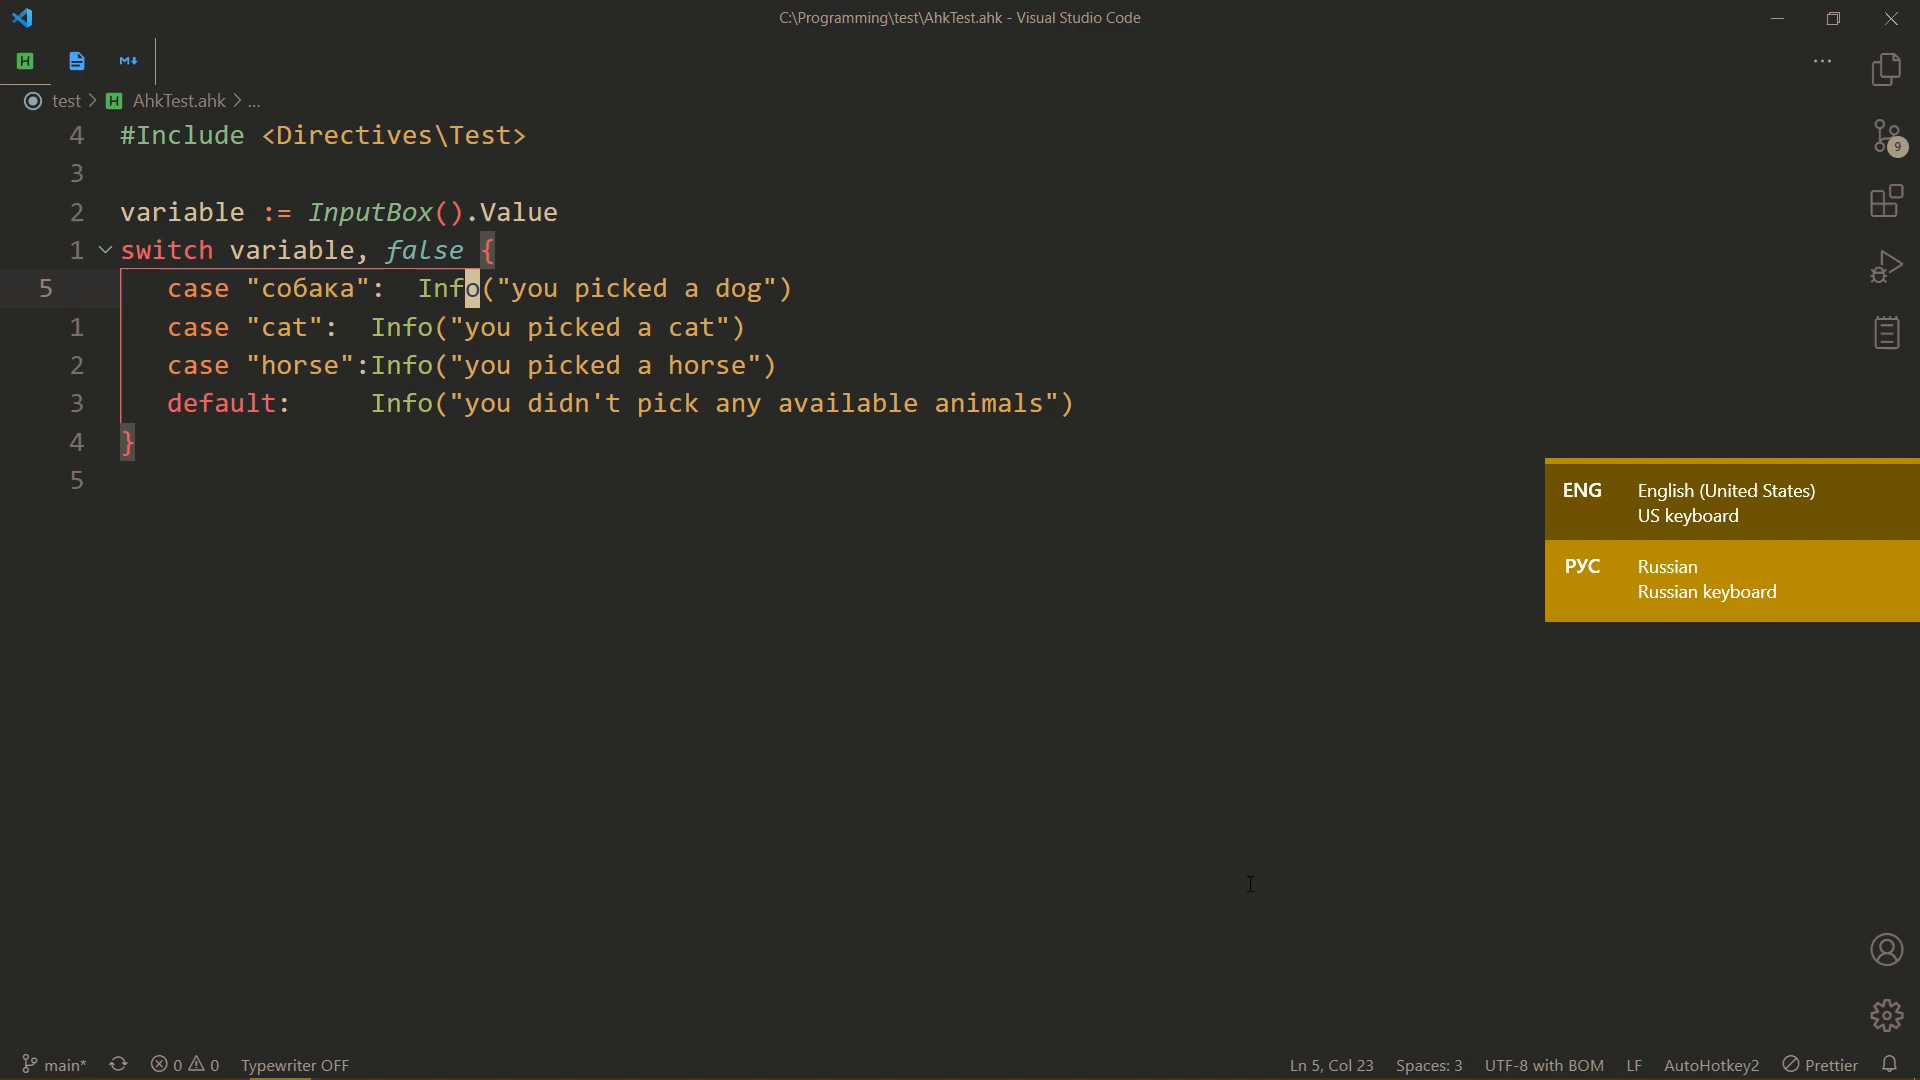 C:\Programming\test\AhkTest.ahk - Visual Studio Code
H
M
test > H AhkTest.ahk > ...
4 #Include <Directives\Test>
3
2 variable := InputBox().Value
1 switch variable, false {
5 case "собака":  Info("you picked a dog")
1 case "cat":  Info("you picked a cat")
2 case "horse":Info("you picked a horse")
3 default:     Info("you didn't pick any available animals")
4 }
5
9
ENG English (United States)
US keyboard
РУС Russian
Russian keyboard
main* 0 0 Typewriter OFF Ln 5, Col 23 Spaces: 3 UTF-8 with BOM LF AutoHotkey2 Prettier